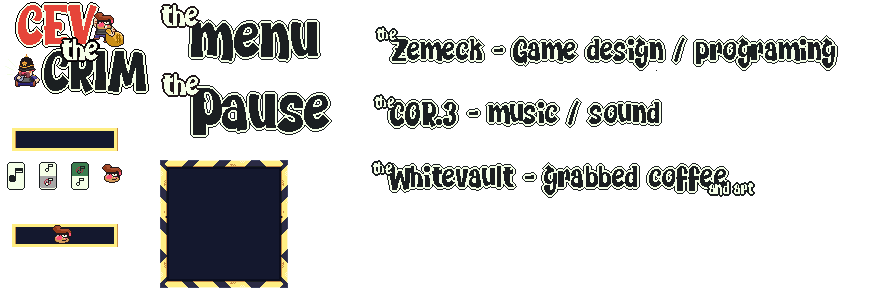 CEV
the
CRIM
the
menu
the
pause
the
Zemeck - Game design / programing
the
COR.3 - music / sound
the
Whitevault - grabbed coffee
and art